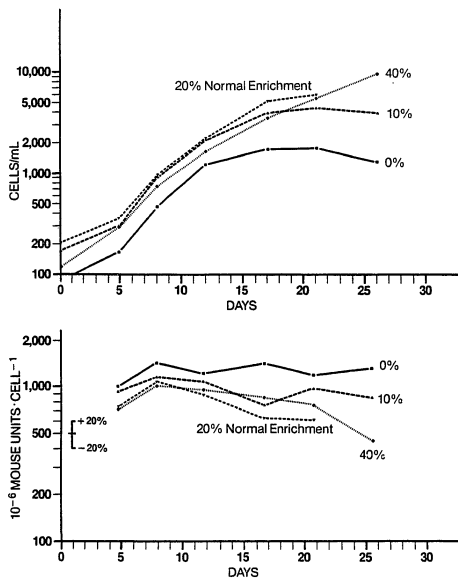 10,000
5,000
2,000
1,000
500
200
100
CELLS/mL
20% Normal Enrichment
40%
10%
0%
0 5 10 15 20 25 30
DAYS
2,000
1,000
500
200
100
10⁻⁶ MOUSE UNITS·CELL⁻¹
+20%
−20%
0%
10%
20% Normal Enrichment
40%
0 5 10 15 20 25 30
DAYS